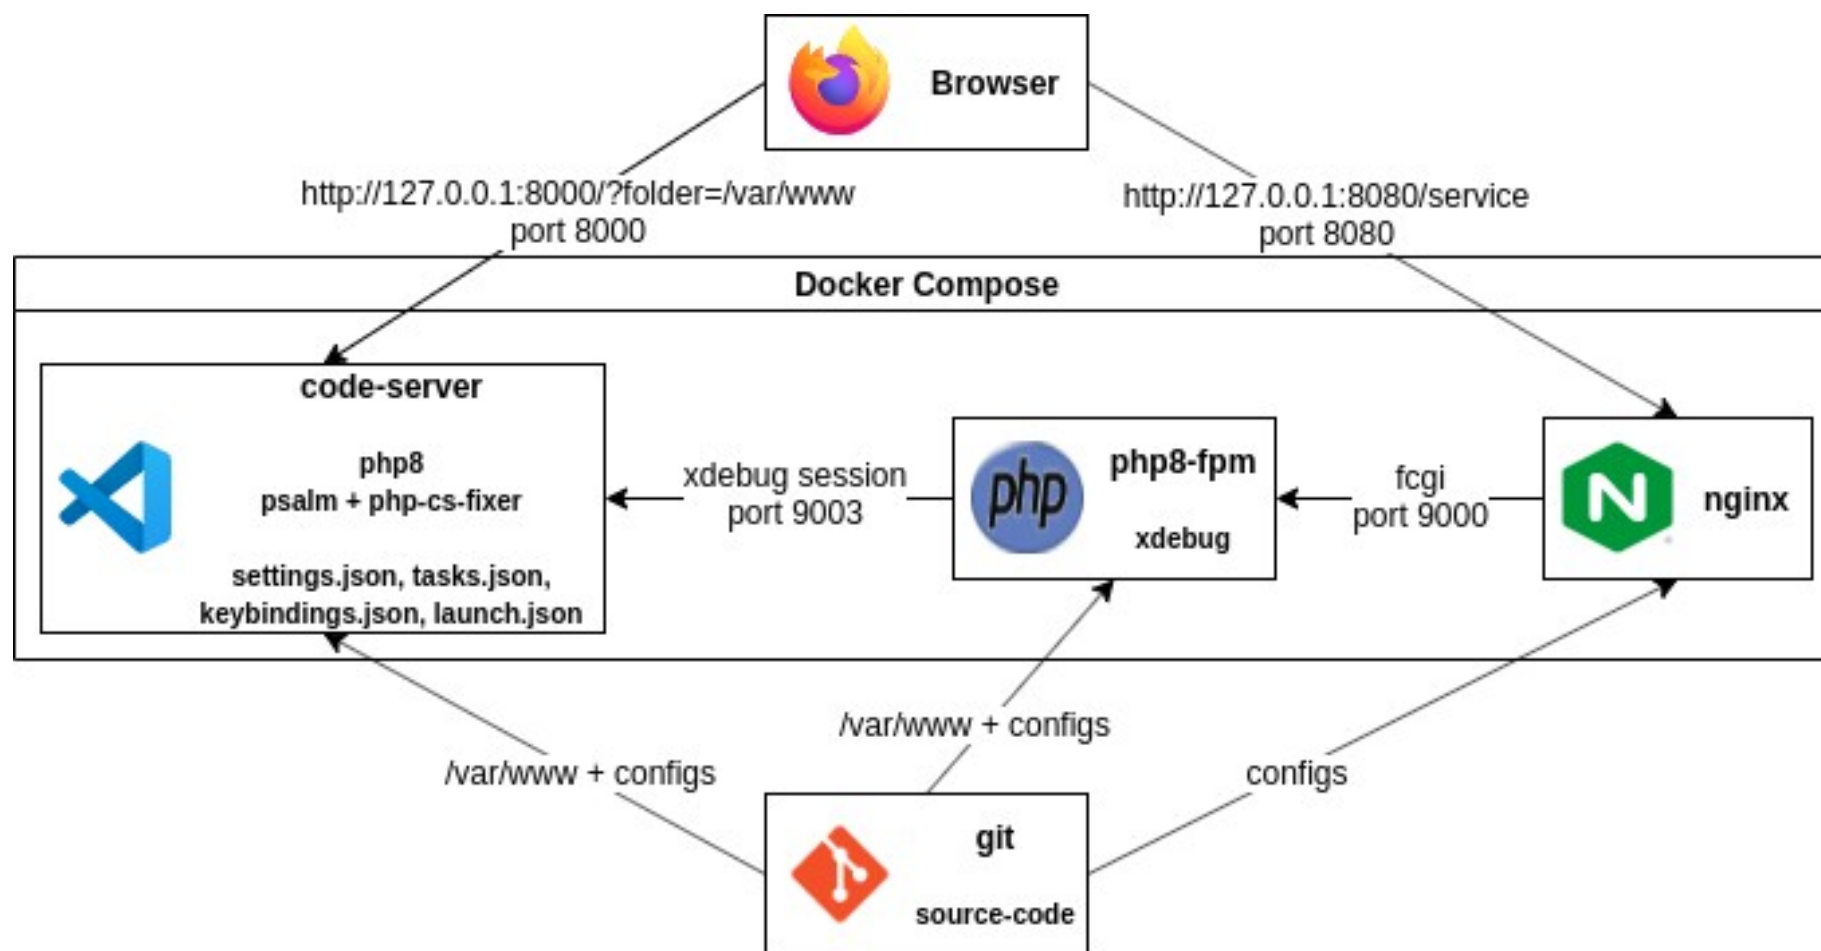 Browser
http://127.0.0.1:8000/?folder=/var/www
port 8000
http://127.0.0.1:8080/service
port 8080
Docker Compose
code-server
php8
psalm + php-cs-fixer
settings.json, tasks.json,
keybindings.json, launch.json
xdebug session
port 9003
php
php8-fpm
xdebug
fcgi
port 9000
N
nginx
/var/www + configs
/var/www + configs
configs
git
source-code